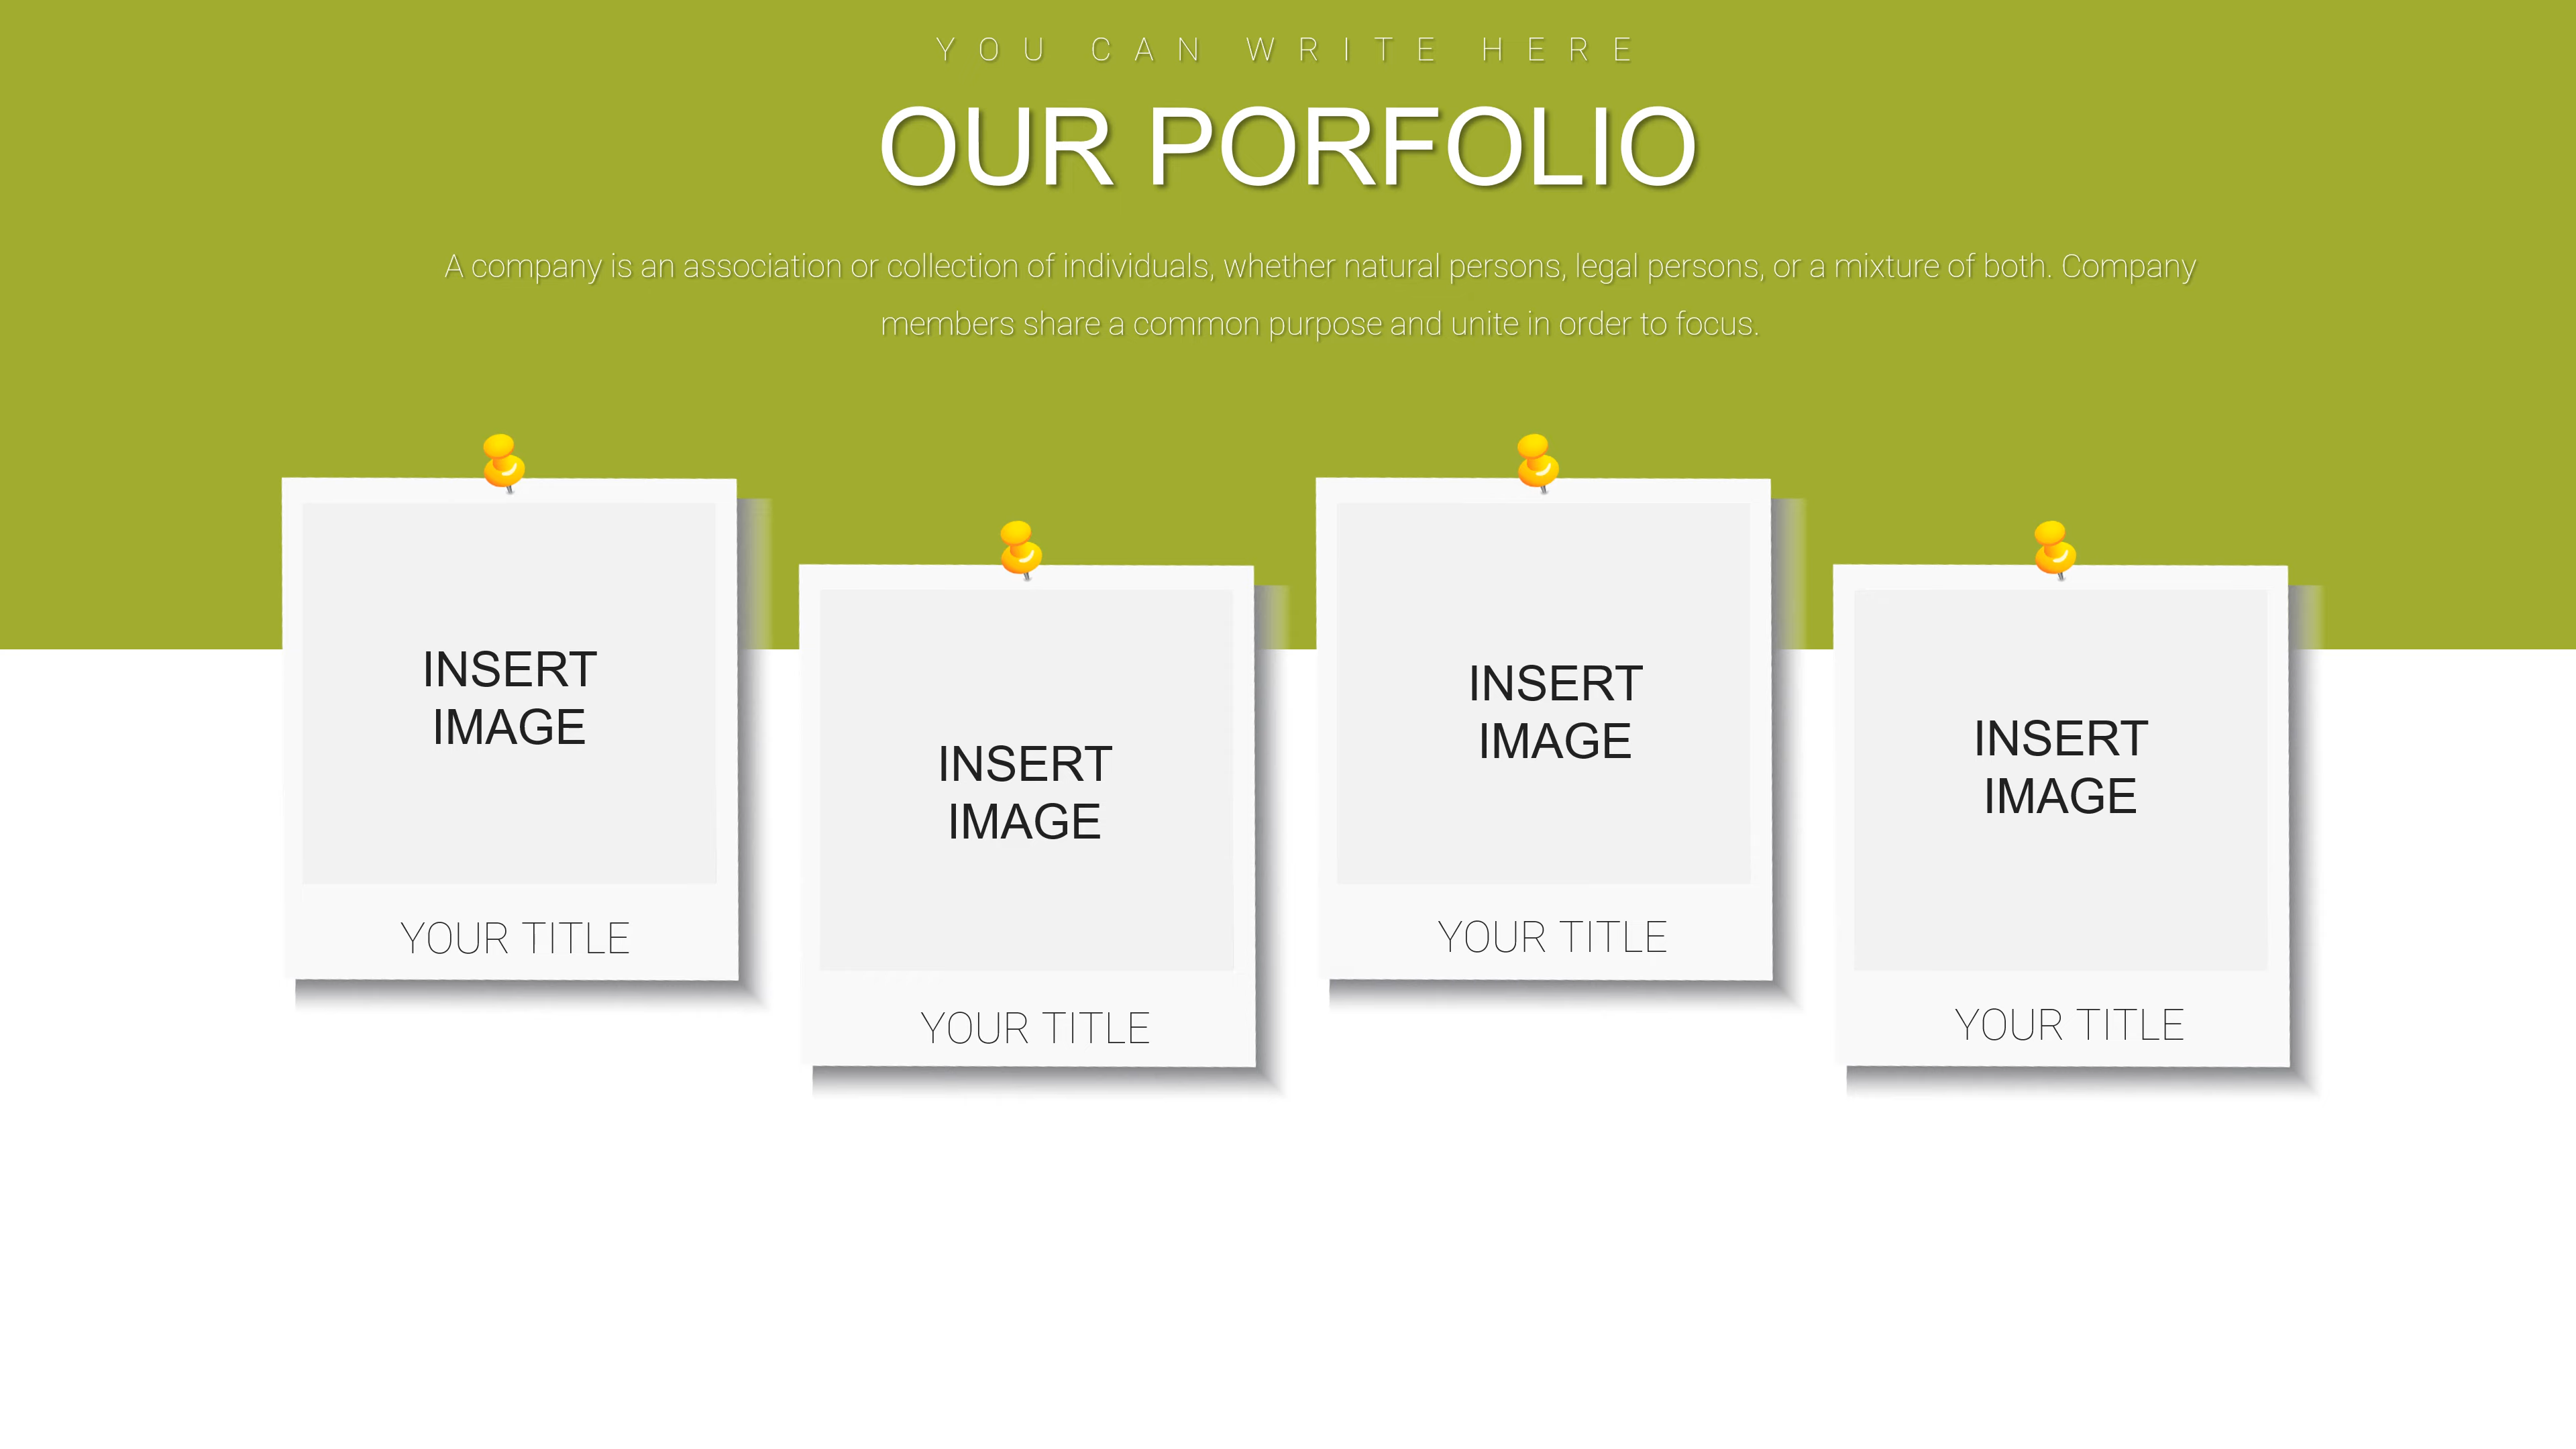 YOU CAN WRITE HERE
OUR PORFOLIO
A company is an association or collection of individuals, whether natural persons, legal persons, or a mixture of both. Company
members share a common purpose and unite in order to focus.
INSERT
IMAGE
YOUR TITLE
INSERT
IMAGE
YOUR TITLE
INSERT
IMAGE
YOUR TITLE
INSERT
IMAGE
YOUR TITLE